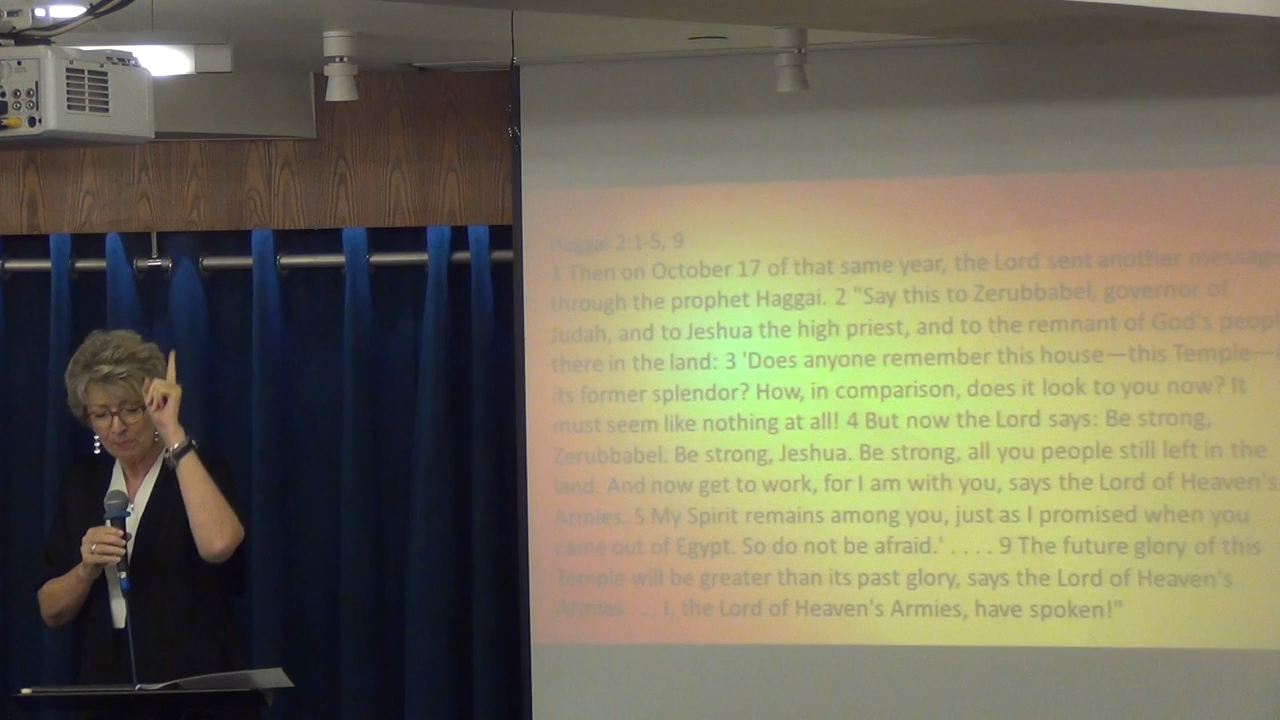 Haggai 2:1-5, 9
1 Then on October 17 of that same year, the Lord sent another message
through the prophet Haggai. 2 "Say this to Zerubbabel, governor of
Judah, and to Jeshua the high priest, and to the remnant of God's peop
there in the land: 3 'Does anyone remember this house—this Temple—
its former splendor? How, in comparison, does it look to you now? It
must seem like nothing at all! 4 But now the Lord says: Be strong,
Zerubbabel. Be strong, Jeshua. Be strong, all you people still left in the
land. And now get to work, for I am with you, says the Lord of Heaven's
Armies. 5 My Spirit remains among you, just as I promised when you
came out of Egypt. So do not be afraid.' . . . . 9 The future glory of this
Temple will be greater than its past glory, says the Lord of Heaven's
Armies . . . I, the Lord of Heaven's Armies, have spoken!"